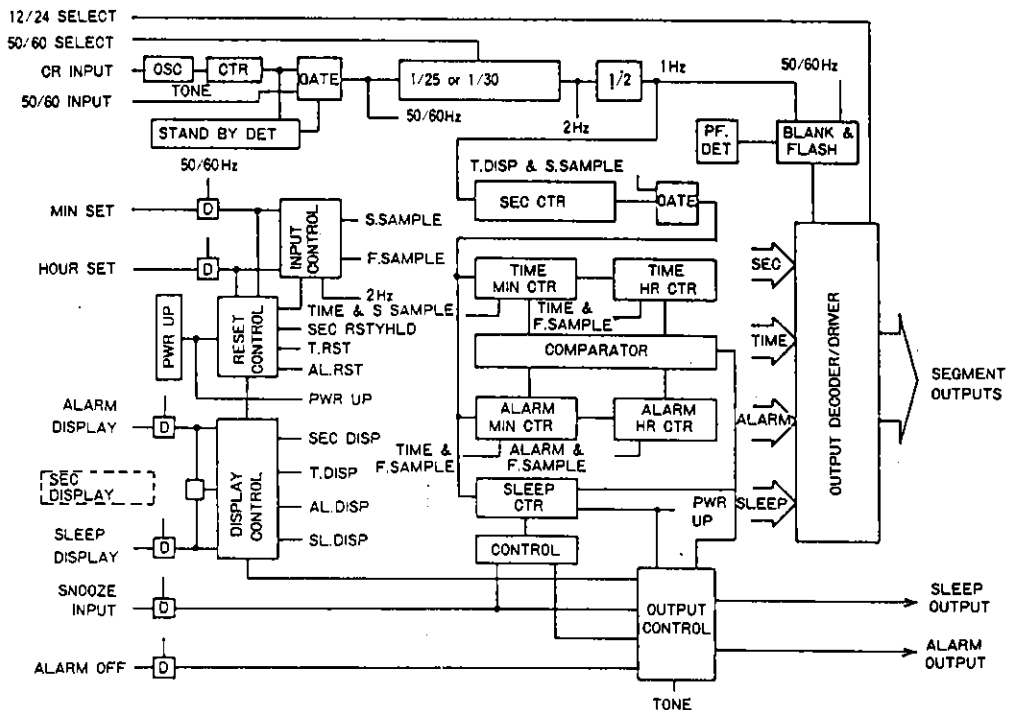 12/24 SELECT
50/60 SELECT
CR INPUT
OSC
CTR
TONE
GATE
50/60 INPUT
STAND BY DET
1/25 or 1/30
50/60Hz
2Hz
1/2
1Hz
50/60Hz
PF. DET
BLANK & FLASH
50/60Hz
MIN SET
D
HOUR SET
D
INPUT CONTROL
S.SAMPLE
F.SAMPLE
2Hz
TIME & S SAMPLE
PWR UP
RESET CONTROL
SEC RSTYHLD
T.RST
AL.RST
PWR UP
T.DISP & S.SAMPLE
SEC CTR
GATE
TIME MIN CTR
TIME HR CTR
TIME & F.SAMPLE
COMPARATOR
ALARM MIN CTR
ALARM HR CTR
TIME & F.SAMPLE
ALARM & F.SAMPLE
SLEEP CTR
PWR UP
CONTROL
ALARM DISPLAY
D
SEC DISPLAY
SLEEP DISPLAY
D
DISPLAY CONTROL
SEC DISP
T.DISP
AL.DISP
SL.DISP
SNOOZE INPUT
D
ALARM OFF
D
OUTPUT CONTROL
TONE
SEC
TIME
ALARM
SLEEP
OUTPUT DECODER/DRIVER
SEGMENT OUTPUTS
SLEEP OUTPUT
ALARM OUTPUT